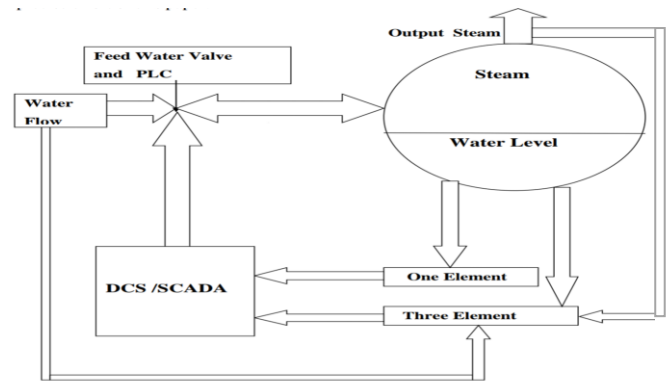 Output Steam
Feed Water Valve
and PLC
Steam
Water
Flow
Water Level
One Element
DCS /SCADA
Three Element